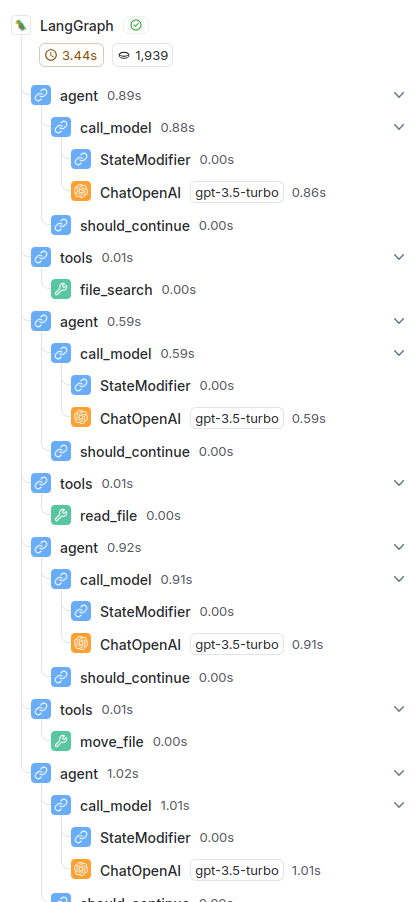 LangGraph
3.44s 1,939
agent 0.89s
call_model 0.88s
StateModifier 0.00s
ChatOpenAI gpt-3.5-turbo 0.86s
should_continue 0.00s
tools 0.01s
file_search 0.00s
agent 0.59s
call_model 0.59s
StateModifier 0.00s
ChatOpenAI gpt-3.5-turbo 0.59s
should_continue 0.00s
tools 0.01s
read_file 0.00s
agent 0.92s
call_model 0.91s
StateModifier 0.00s
ChatOpenAI gpt-3.5-turbo 0.91s
should_continue 0.00s
tools 0.01s
move_file 0.00s
agent 1.02s
call_model 1.01s
StateModifier 0.00s
ChatOpenAI gpt-3.5-turbo 1.01s
should_continue 0.00s